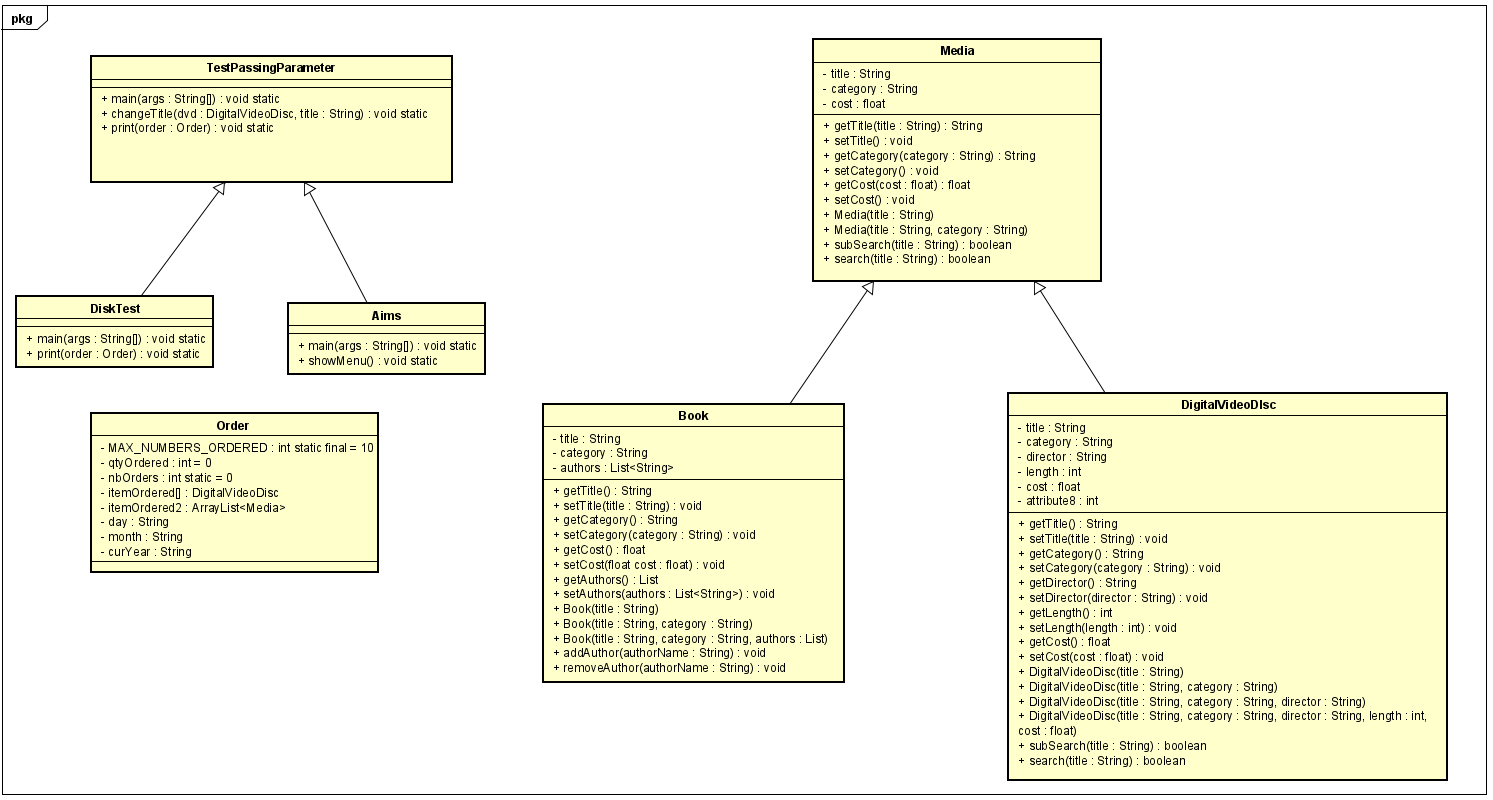 pkg
TestPassingParameter
+ main(args : String[]) : void static
+ changeTitle(dvd : DigitalVideoDisc, title : String) : void static
+ print(order : Order) : void static
DiskTest
+ main(args : String[]) : void static
+ print(order : Order) : void static
Aims
+ main(args : String[]) : void static
+ showMenu() : void static
Order
- MAX_NUMBERS_ORDERED : int static final = 10
- qtyOrdered : int = 0
- nbOrders : int static = 0
- itemOrdered[] : DigitalVideoDisc
- itemOrdered2 : ArrayList<Media>
- day : String
- month : String
- curYear : String
Media
- title : String
- category : String
- cost : float
+ getTitle(title : String) : String
+ setTitle() : void
+ getCategory(category : String) : String
+ setCategory() : void
+ getCost(cost : float) : float
+ setCost() : void
+ Media(title : String)
+ Media(title : String, category : String)
+ subSearch(title : String) : boolean
+ search(title : String) : boolean
Book
- title : String
- category : String
- authors : List<String>
+ getTitle() : String
+ setTitle(title : String) : void
+ getCategory() : String
+ setCategory(category : String) : void
+ getCost() : float
+ setCost(float cost : float) : void
+ getAuthors() : List
+ setAuthors(authors : List<String>) : void
+ Book(title : String)
+ Book(title : String, category : String)
+ Book(title : String, category : String, authors : List)
+ addAuthor(authorName : String) : void
+ removeAuthor(authorName : String) : void
DigitalVideoDIsc
- title : String
- category : String
- director : String
- length : int
- cost : float
- attribute8 : int
+ getTitle() : String
+ setTitle(title : String) : void
+ getCategory() : String
+ setCategory(category : String) : void
+ getDirector() : String
+ setDirector(director : String) : void
+ getLength() : int
+ setLength(length : int) : void
+ getCost() : float
+ setCost(cost : float) : void
+ DigitalVideoDisc(title : String)
+ DigitalVideoDisc(title : String, category : String)
+ DigitalVideoDisc(title : String, category : String, director : String)
+ DigitalVideoDisc(title : String, category : String, director : String, length : int,
cost : float)
+ subSearch(title : String) : boolean
+ search(title : String) : boolean